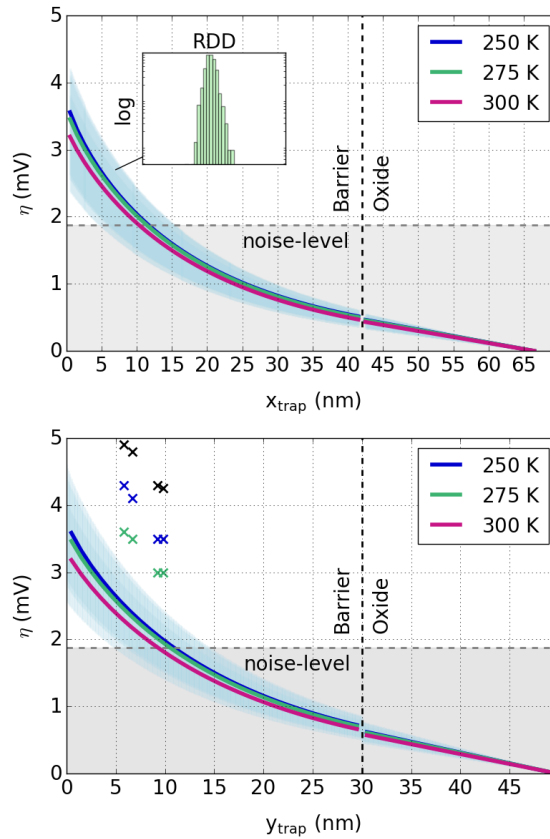 5
4
3
2
1
0
η (mV)
RDD
log
250 K
275 K
300 K
Barrier
Oxide
noise-level
0 5 10 15 20 25 30 35 40 45 50 55 60 65
x_trap (nm)
5
4
3
2
1
0
η (mV)
250 K
275 K
300 K
Barrier
Oxide
noise-level
0 5 10 15 20 25 30 35 40 45
y_trap (nm)